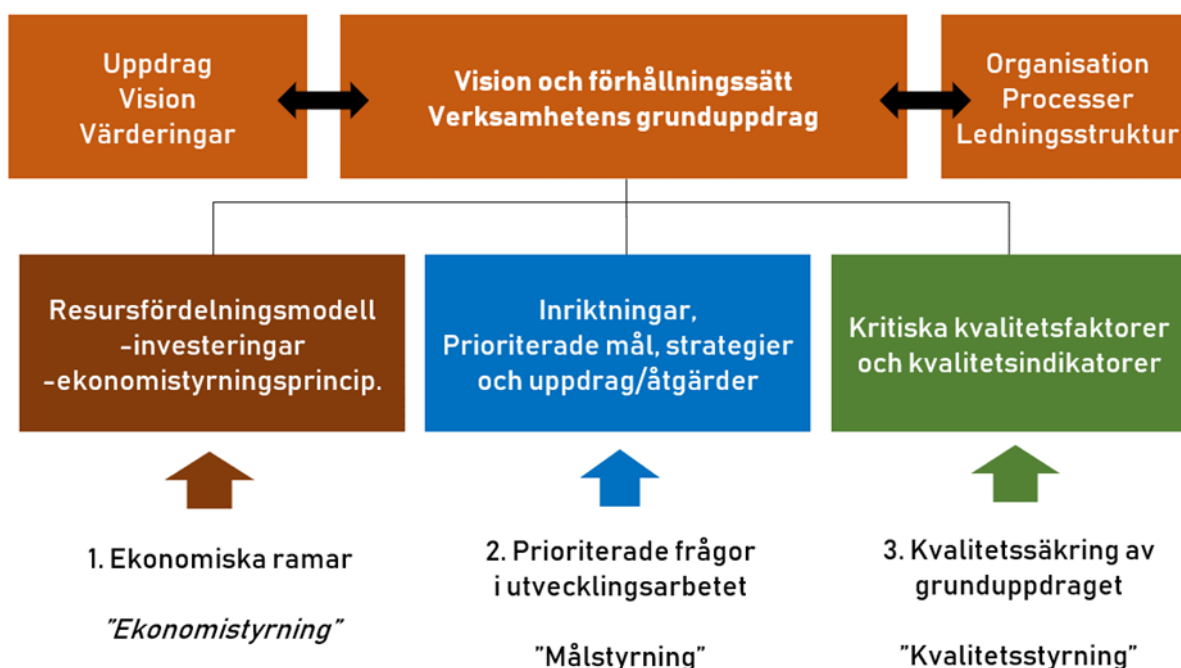 Uppdrag
Vision
Värderingar
Vision och förhållningssätt
Verksamhetens grunduppdrag
Organisation
Processer
Ledningsstruktur
Resursfördelningsmodell
-investeringar
-ekonomistyrningsprincip.
Inriktningar,
Prioriterade mål, strategier
och uppdrag/åtgärder
Kritiska kvalitetsfaktorer
och kvalitetsindikatorer
1. Ekonomiska ramar
”Ekonomistyrning”
2. Prioriterade frågor
i utvecklingsarbetet
”Målstyrning”
3. Kvalitetssäkring av
grunduppdraget
”Kvalitetsstyrning”